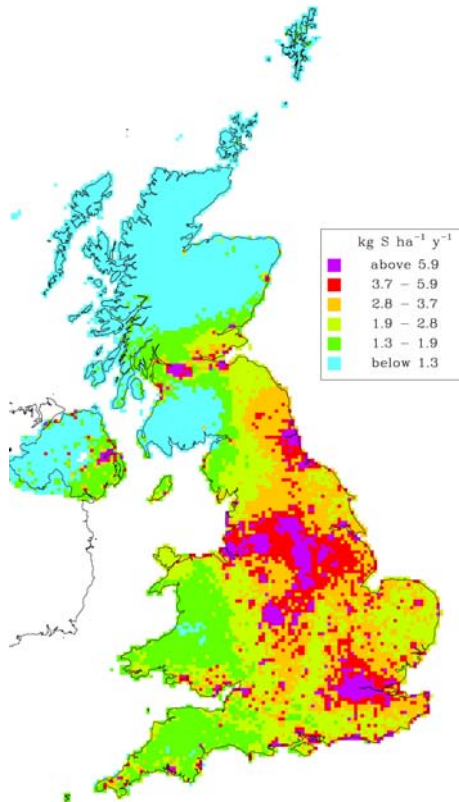 kg S ha⁻¹ y⁻¹
above 5.9
3.7 – 5.9
2.8 – 3.7
1.9 – 2.8
1.3 – 1.9
below 1.3